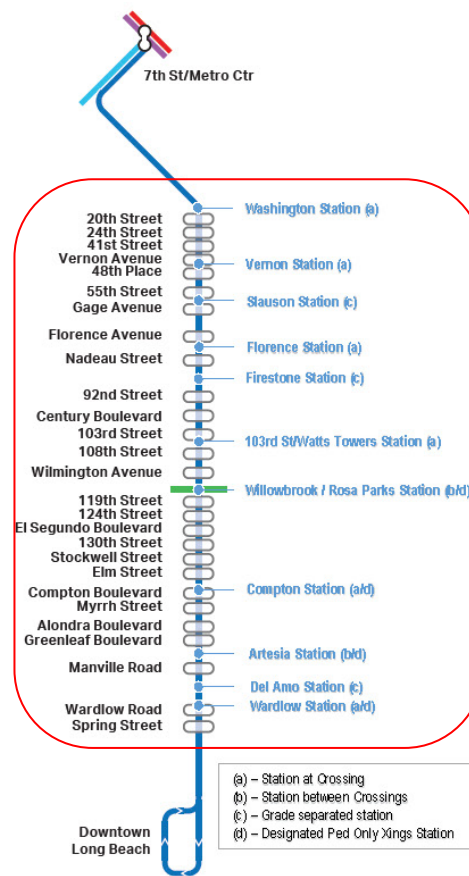 7th St/Metro Ctr
Washington Station (a)
20th Street
24th Street
41st Street
Vernon Avenue
Vernon Station (a)
48th Place
55th Street
Slauson Station (c)
Gage Avenue
Florence Avenue
Florence Station (a)
Nadeau Street
Firestone Station (c)
92nd Street
Century Boulevard
103rd Street
103rd St/Watts Towers Station (a)
108th Street
Wilmington Avenue
Willowbrook / Rosa Parks Station (b/d)
119th Street
124th Street
El Segundo Boulevard
130th Street
Stockwell Street
Elm Street
Compton Station (a/d)
Compton Boulevard
Myrrh Street
Alondra Boulevard
Greenleaf Boulevard
Artesia Station (b/d)
Manville Road
Del Amo Station (c)
Wardlow Station (a/d)
Wardlow Road
Spring Street
(a) – Station at Crossing
(b) – Station between Crossings
(c) – Grade separated station
(d) – Designated Ped Only Xings Station
Downtown
Long Beach